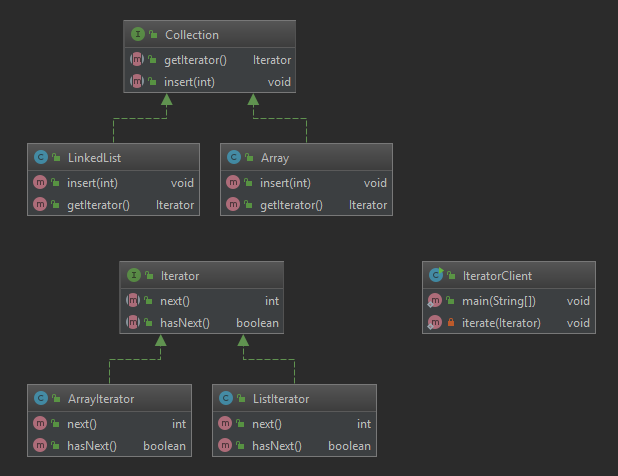 I Collection
m getIterator() Iterator
m insert(int) void
C LinkedList
m insert(int) void
m getIterator() Iterator
C Array
m insert(int) void
m getIterator() Iterator
I Iterator
m next() int
m hasNext() boolean
C IteratorClient
m main(String[]) void
m iterate(Iterator) void
C ArrayIterator
m next() int
m hasNext() boolean
C ListIterator
m next() int
m hasNext() boolean